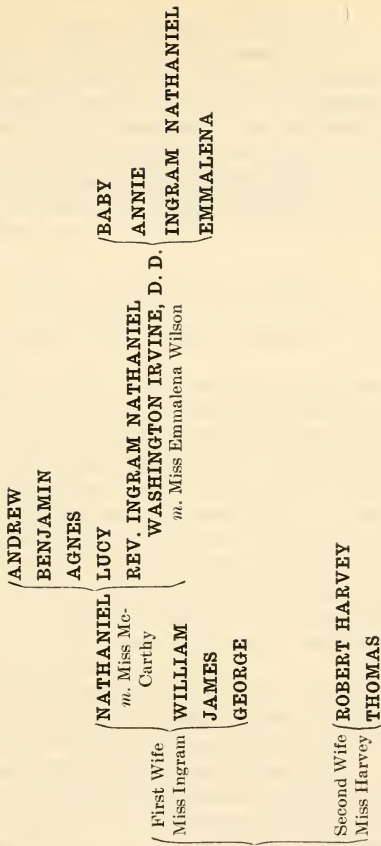 First Wife
Miss Ingram
NATHANIEL
m. Miss Mc-
Carthy
WILLIAM
JAMES
GEORGE
ANDREW
BENJAMIN
AGNES
LUCY
REV. INGRAM NATHANIEL
WASHINGTON IRVINE, D. D.
m. Miss Emmalena Wilson
BABY
ANNIE
INGRAM NATHANIEL
EMMALENA
Second Wife
Miss Harvey
ROBERT HARVEY
THOMAS